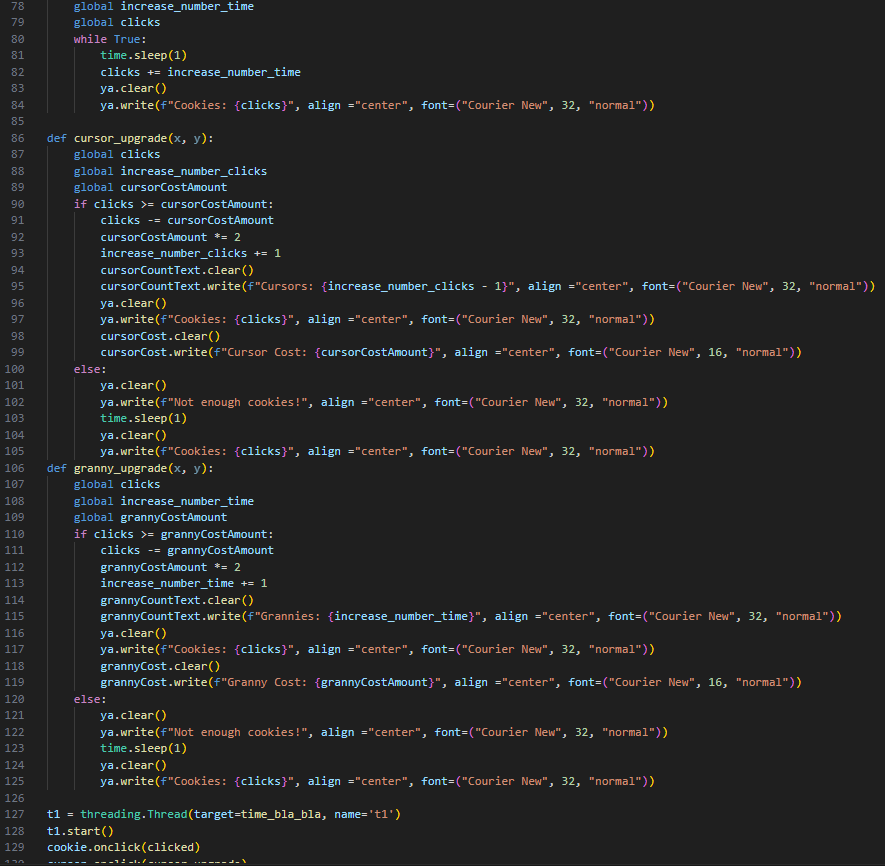 78 global increase_number_time
79 global clicks
80 while True:
81 time.sleep(1)
82 clicks += increase_number_time
83 ya.clear()
84 ya.write(f"Cookies: {clicks}", align ="center", font=("Courier New", 32, "normal"))
85
86 def cursor_upgrade(x, y):
87 global clicks
88 global increase_number_clicks
89 global cursorCostAmount
90 if clicks >= cursorCostAmount:
91 clicks -= cursorCostAmount
92 cursorCostAmount *= 2
93 increase_number_clicks += 1
94 cursorCountText.clear()
95 cursorCountText.write(f"Cursors: {increase_number_clicks - 1}", align ="center", font=("Courier New", 32, "normal"))
96 ya.clear()
97 ya.write(f"Cookies: {clicks}", align ="center", font=("Courier New", 32, "normal"))
98 cursorCost.clear()
99 cursorCost.write(f"Cursor Cost: {cursorCostAmount}", align ="center", font=("Courier New", 16, "normal"))
100 else:
101 ya.clear()
102 ya.write(f"Not enough cookies!", align ="center", font=("Courier New", 32, "normal"))
103 time.sleep(1)
104 ya.clear()
105 ya.write(f"Cookies: {clicks}", align ="center", font=("Courier New", 32, "normal"))
106 def granny_upgrade(x, y):
107 global clicks
108 global increase_number_time
109 global grannyCostAmount
110 if clicks >= grannyCostAmount:
111 clicks -= grannyCostAmount
112 grannyCostAmount *= 2
113 increase_number_time += 1
114 grannyCountText.clear()
115 grannyCountText.write(f"Grannies: {increase_number_time}", align ="center", font=("Courier New", 32, "normal"))
116 ya.clear()
117 ya.write(f"Cookies: {clicks}", align ="center", font=("Courier New", 32, "normal"))
118 grannyCost.clear()
119 grannyCost.write(f"Granny Cost: {grannyCostAmount}", align ="center", font=("Courier New", 16, "normal"))
120 else:
121 ya.clear()
122 ya.write(f"Not enough cookies!", align ="center", font=("Courier New", 32, "normal"))
123 time.sleep(1)
124 ya.clear()
125 ya.write(f"Cookies: {clicks}", align ="center", font=("Courier New", 32, "normal"))
126
127 t1 = threading.Thread(target=time_bla_bla, name='t1')
128 t1.start()
129 cookie.onclick(clicked)